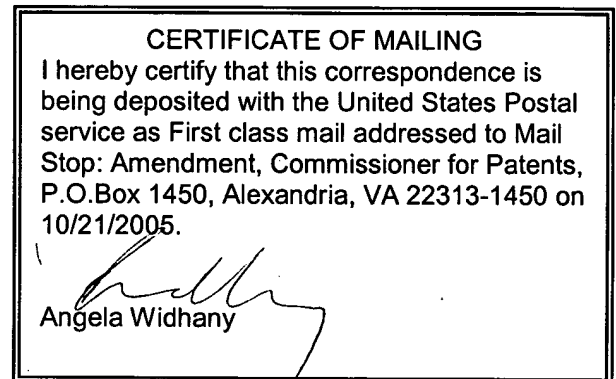 CERTIFICATE OF MAILING
I hereby certify that this correspondence is
being deposited with the United States Postal
service as First class mail addressed to Mail
Stop: Amendment, Commissioner for Patents,
P.O.Box 1450, Alexandria, VA 22313-1450 on
10/21/2005.
Angela Widhany